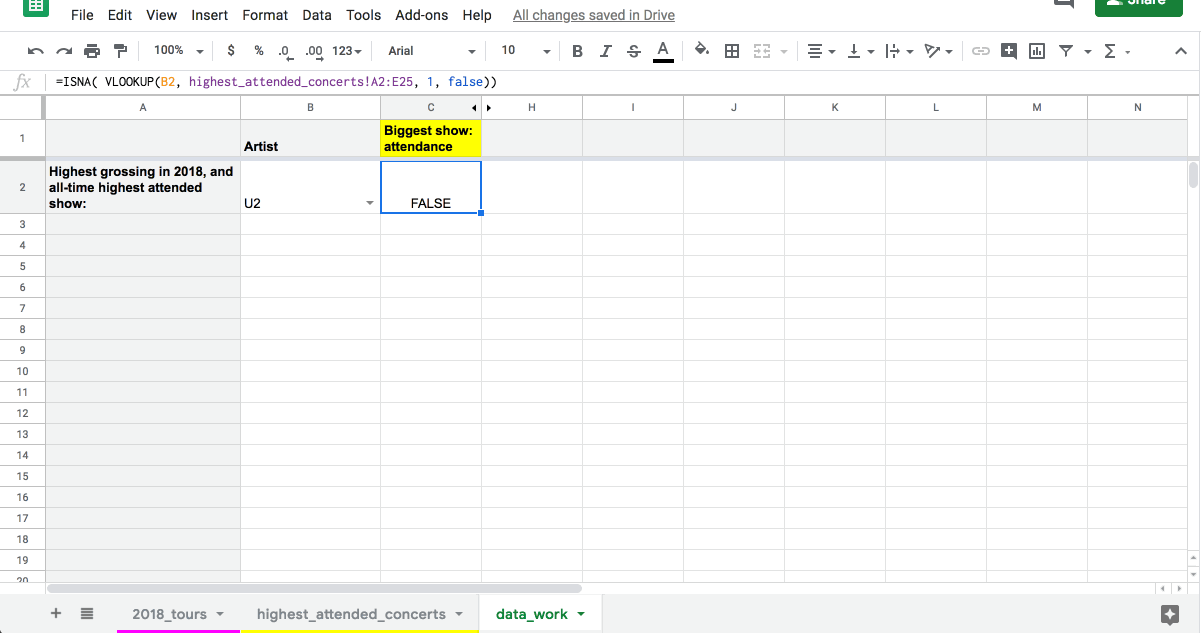 Share
File Edit View Insert Format Data Tools Add-ons Help All changes saved in Drive
100% $ % .0 .00 123 Arial 10 B I S A Σ
fx =ISNA( VLOOKUP(B2, highest_attended_concerts!A2:E25, 1, false))
A B C H I J K L M N
1 Artist Biggest show:
attendance
2 Highest grossing in 2018, and
all-time highest attended
show: U2 FALSE
3
4
5
6
7
8
9
10
11
12
13
14
15
16
17
18
19
20
+ 2018_tours highest_attended_concerts data_work